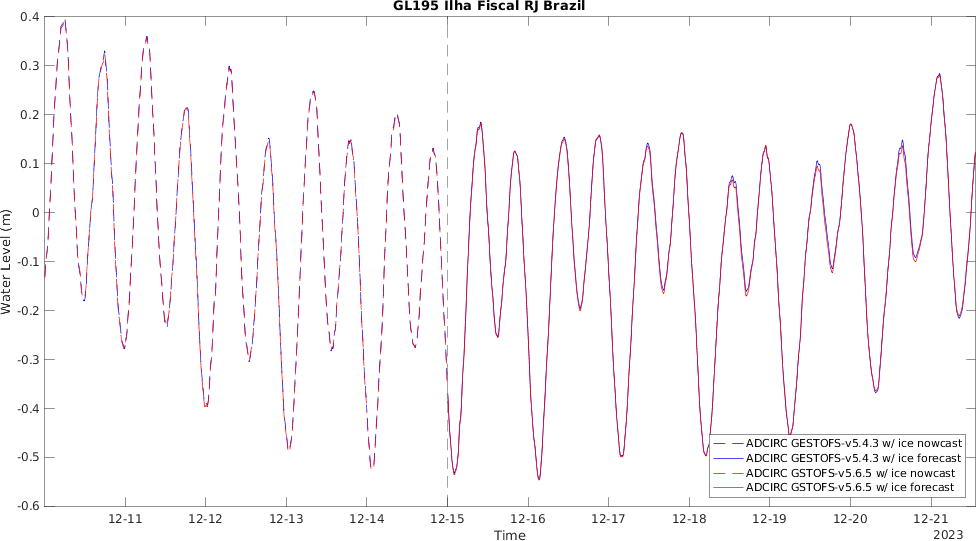 GL195 Ilha Fiscal RJ Brazil
0.4
0.3
0.2
0.1
0
-0.1
-0.2
-0.3
-0.4
-0.5
-0.6
Water Level (m)
ADCIRC GESTOFS-v5.4.3 w/ ice nowcast
ADCIRC GESTOFS-v5.4.3 w/ ice forecast
ADCIRC GSTOFS-v5.6.5 w/ ice nowcast
ADCIRC GSTOFS-v5.6.5 w/ ice forecast
12-11 12-12 12-13 12-14 12-15 12-16 12-17 12-18 12-19 12-20 12-21
Time 2023